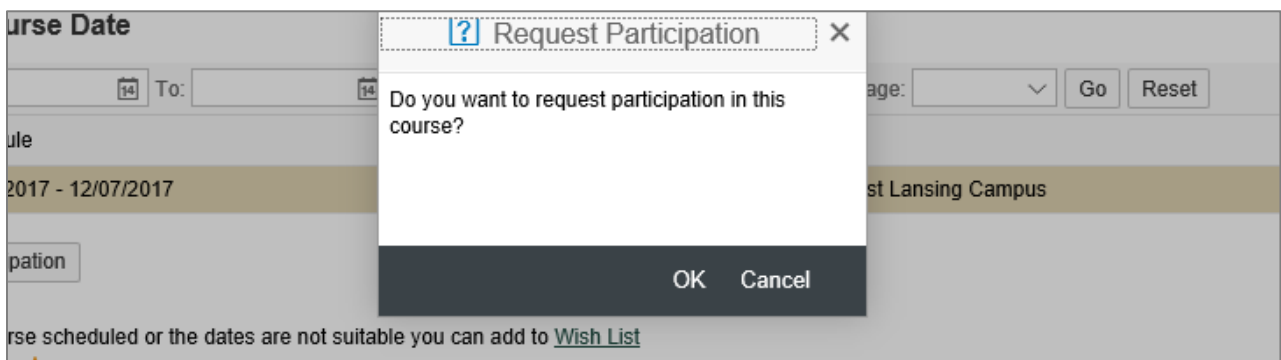 urse Date
? Request Participation ×
14 To: 14 age: Go Reset
Do you want to request participation in this
course?
ule
2017 - 12/07/2017 st Lansing Campus
pation
OK Cancel
rse scheduled or the dates are not suitable you can add to Wish List